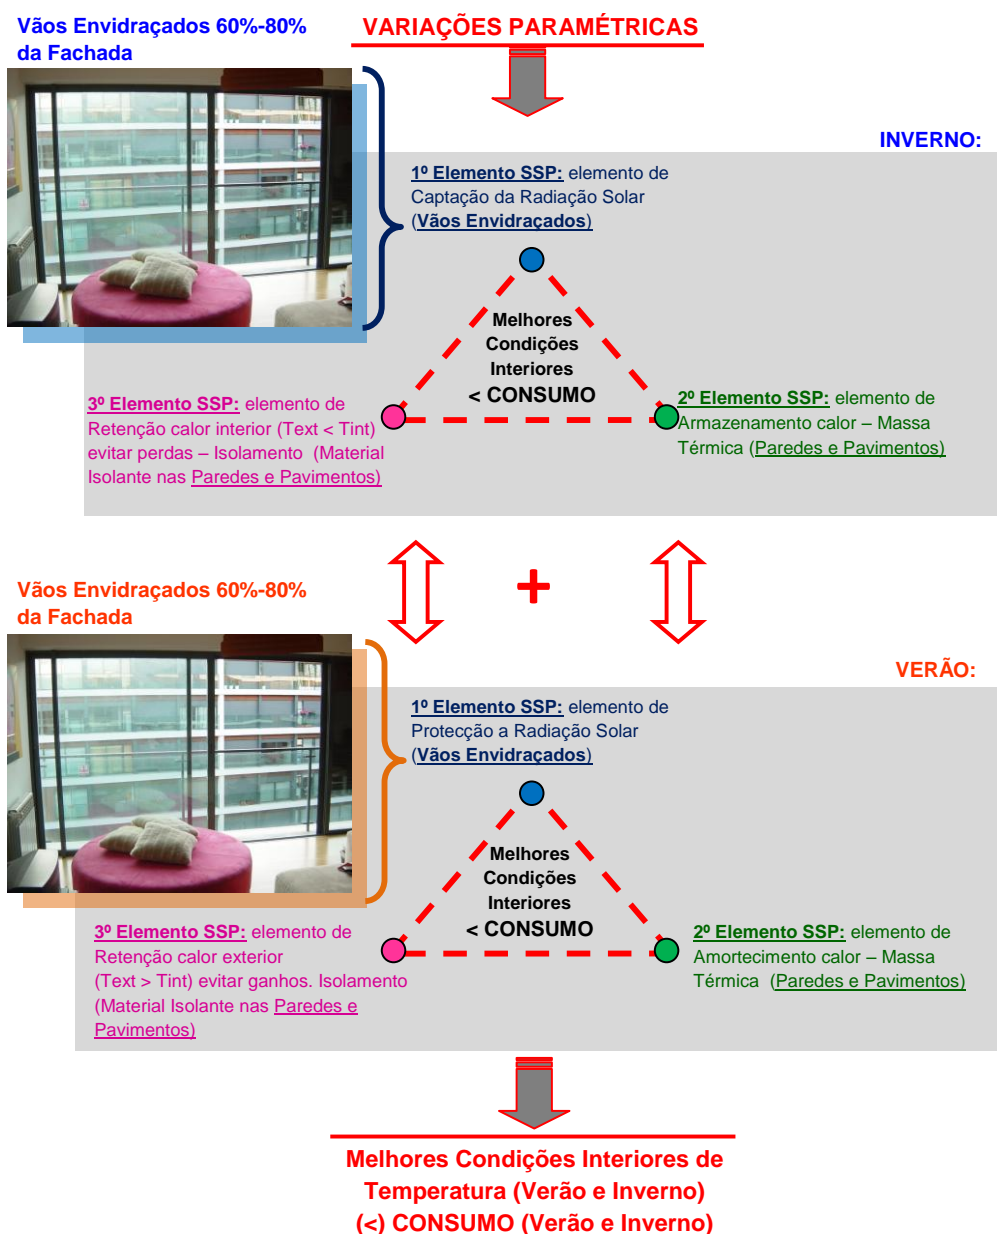 Vãos Envidraçados 60%-80%
da Fachada
VARIAÇÕES PARAMÉTRICAS
INVERNO:
1º Elemento SSP: elemento de
Captação da Radiação Solar
(Vãos Envidraçados)
Melhores
Condições
Interiores
< CONSUMO
3º Elemento SSP: elemento de
Retenção calor interior (Text < Tint)
evitar perdas – Isolamento (Material
Isolante nas Paredes e Pavimentos)
2º Elemento SSP: elemento de
Armazenamento calor – Massa
Térmica (Paredes e Pavimentos)
+
Vãos Envidraçados 60%-80%
da Fachada
VERÃO:
1º Elemento SSP: elemento de
Protecção a Radiação Solar
(Vãos Envidraçados)
Melhores
Condições
Interiores
< CONSUMO
3º Elemento SSP: elemento de
Retenção calor exterior
(Text > Tint) evitar ganhos. Isolamento
(Material Isolante nas Paredes e
Pavimentos)
2º Elemento SSP: elemento de
Amortecimento calor – Massa
Térmica (Paredes e Pavimentos)
Melhores Condições Interiores de
Temperatura (Verão e Inverno)
(<) CONSUMO (Verão e Inverno)